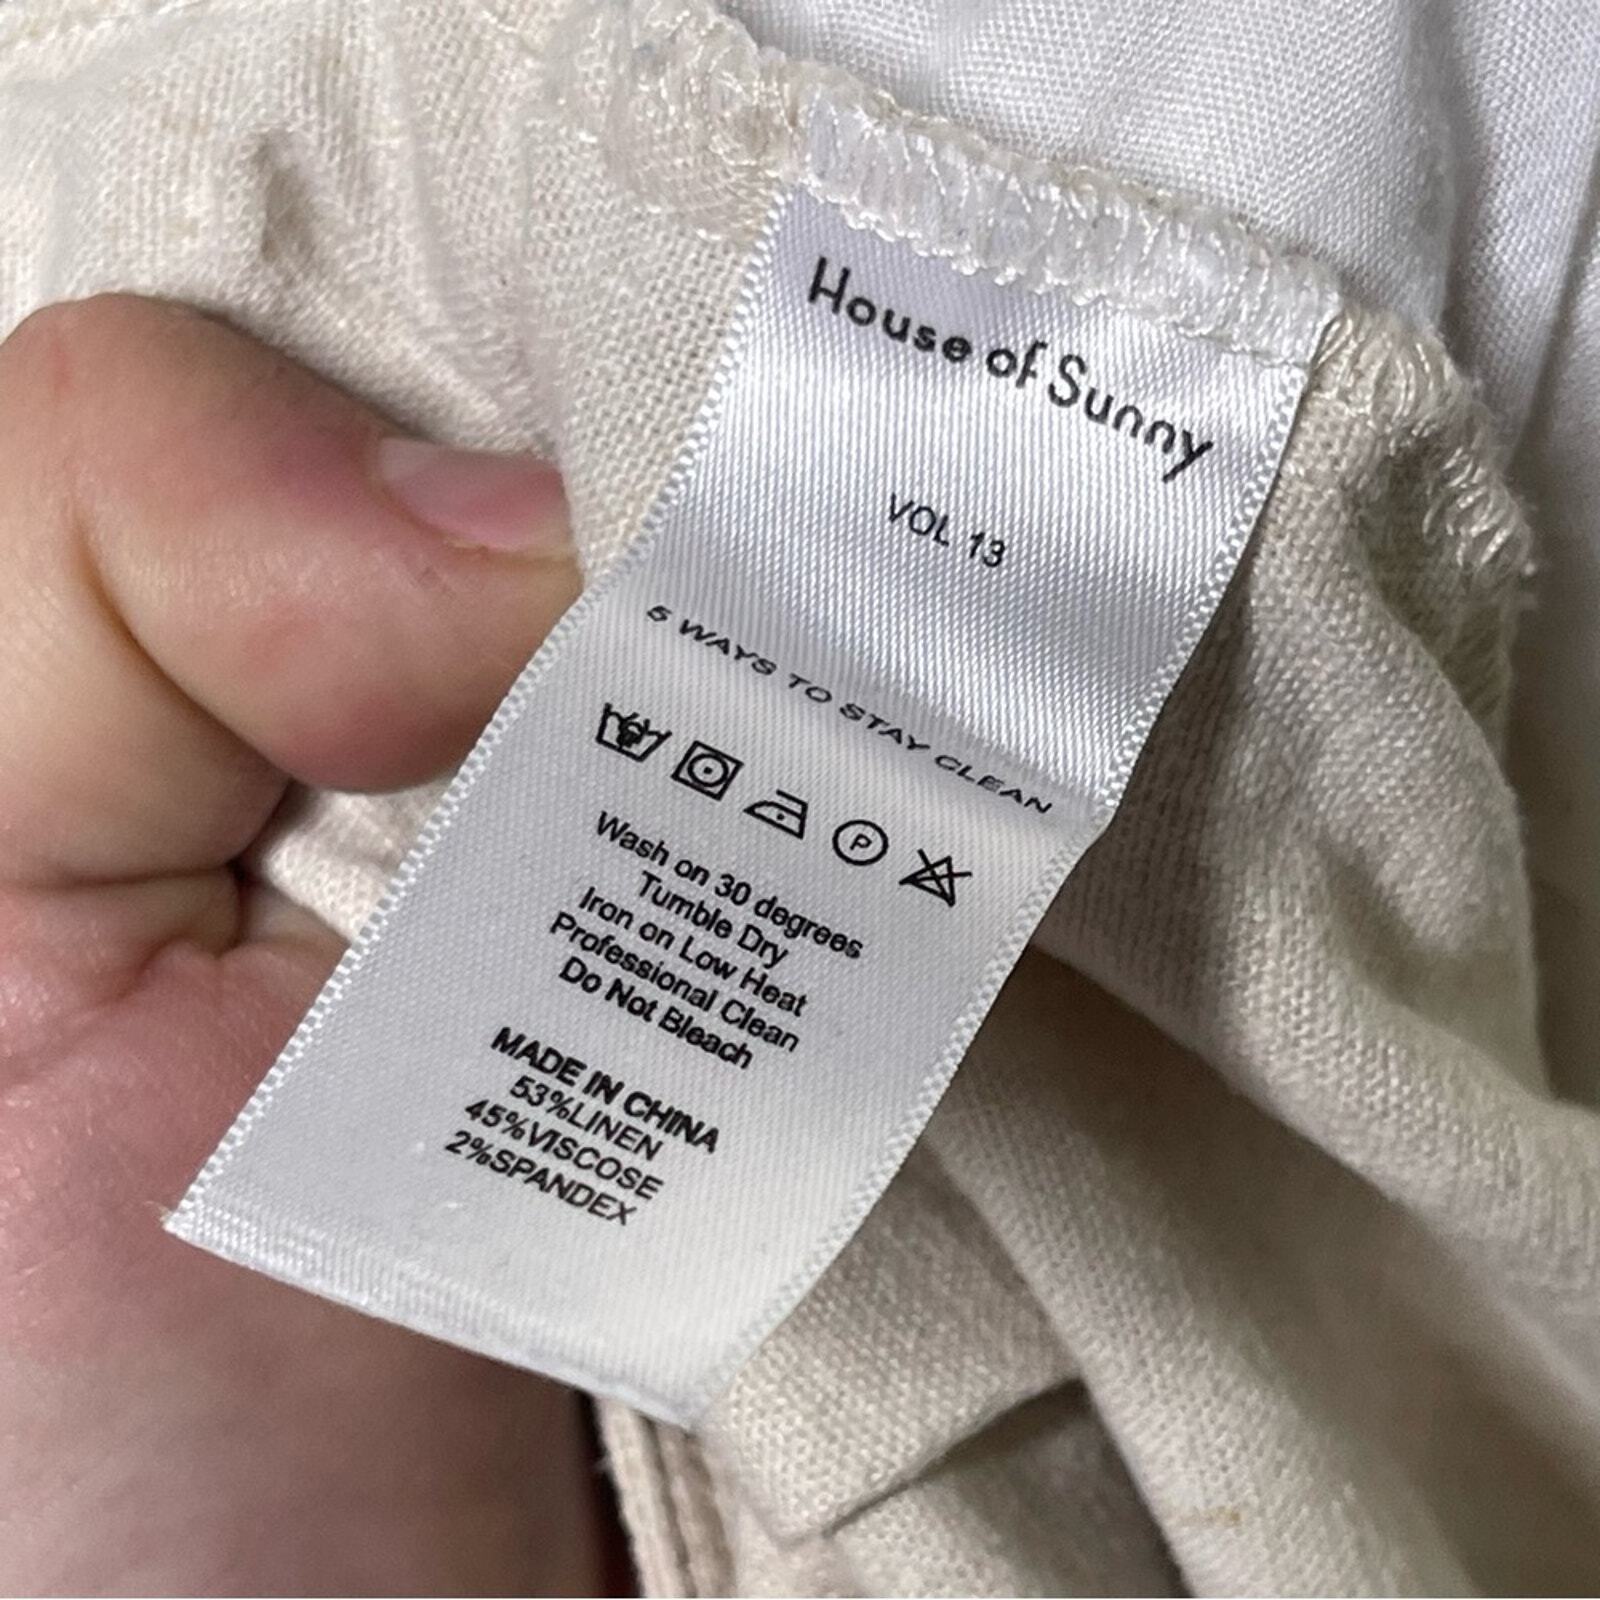 House of Sunny
VOL 13
5 WAYS TO STAY CLEAN
P
Wash on 30 degrees
Tumble Dry
Iron on Low Heat
Professional Clean
Do Not Bleach
MADE IN CHINA
53%LINEN
45%VISCOSE
2%SPANDEX